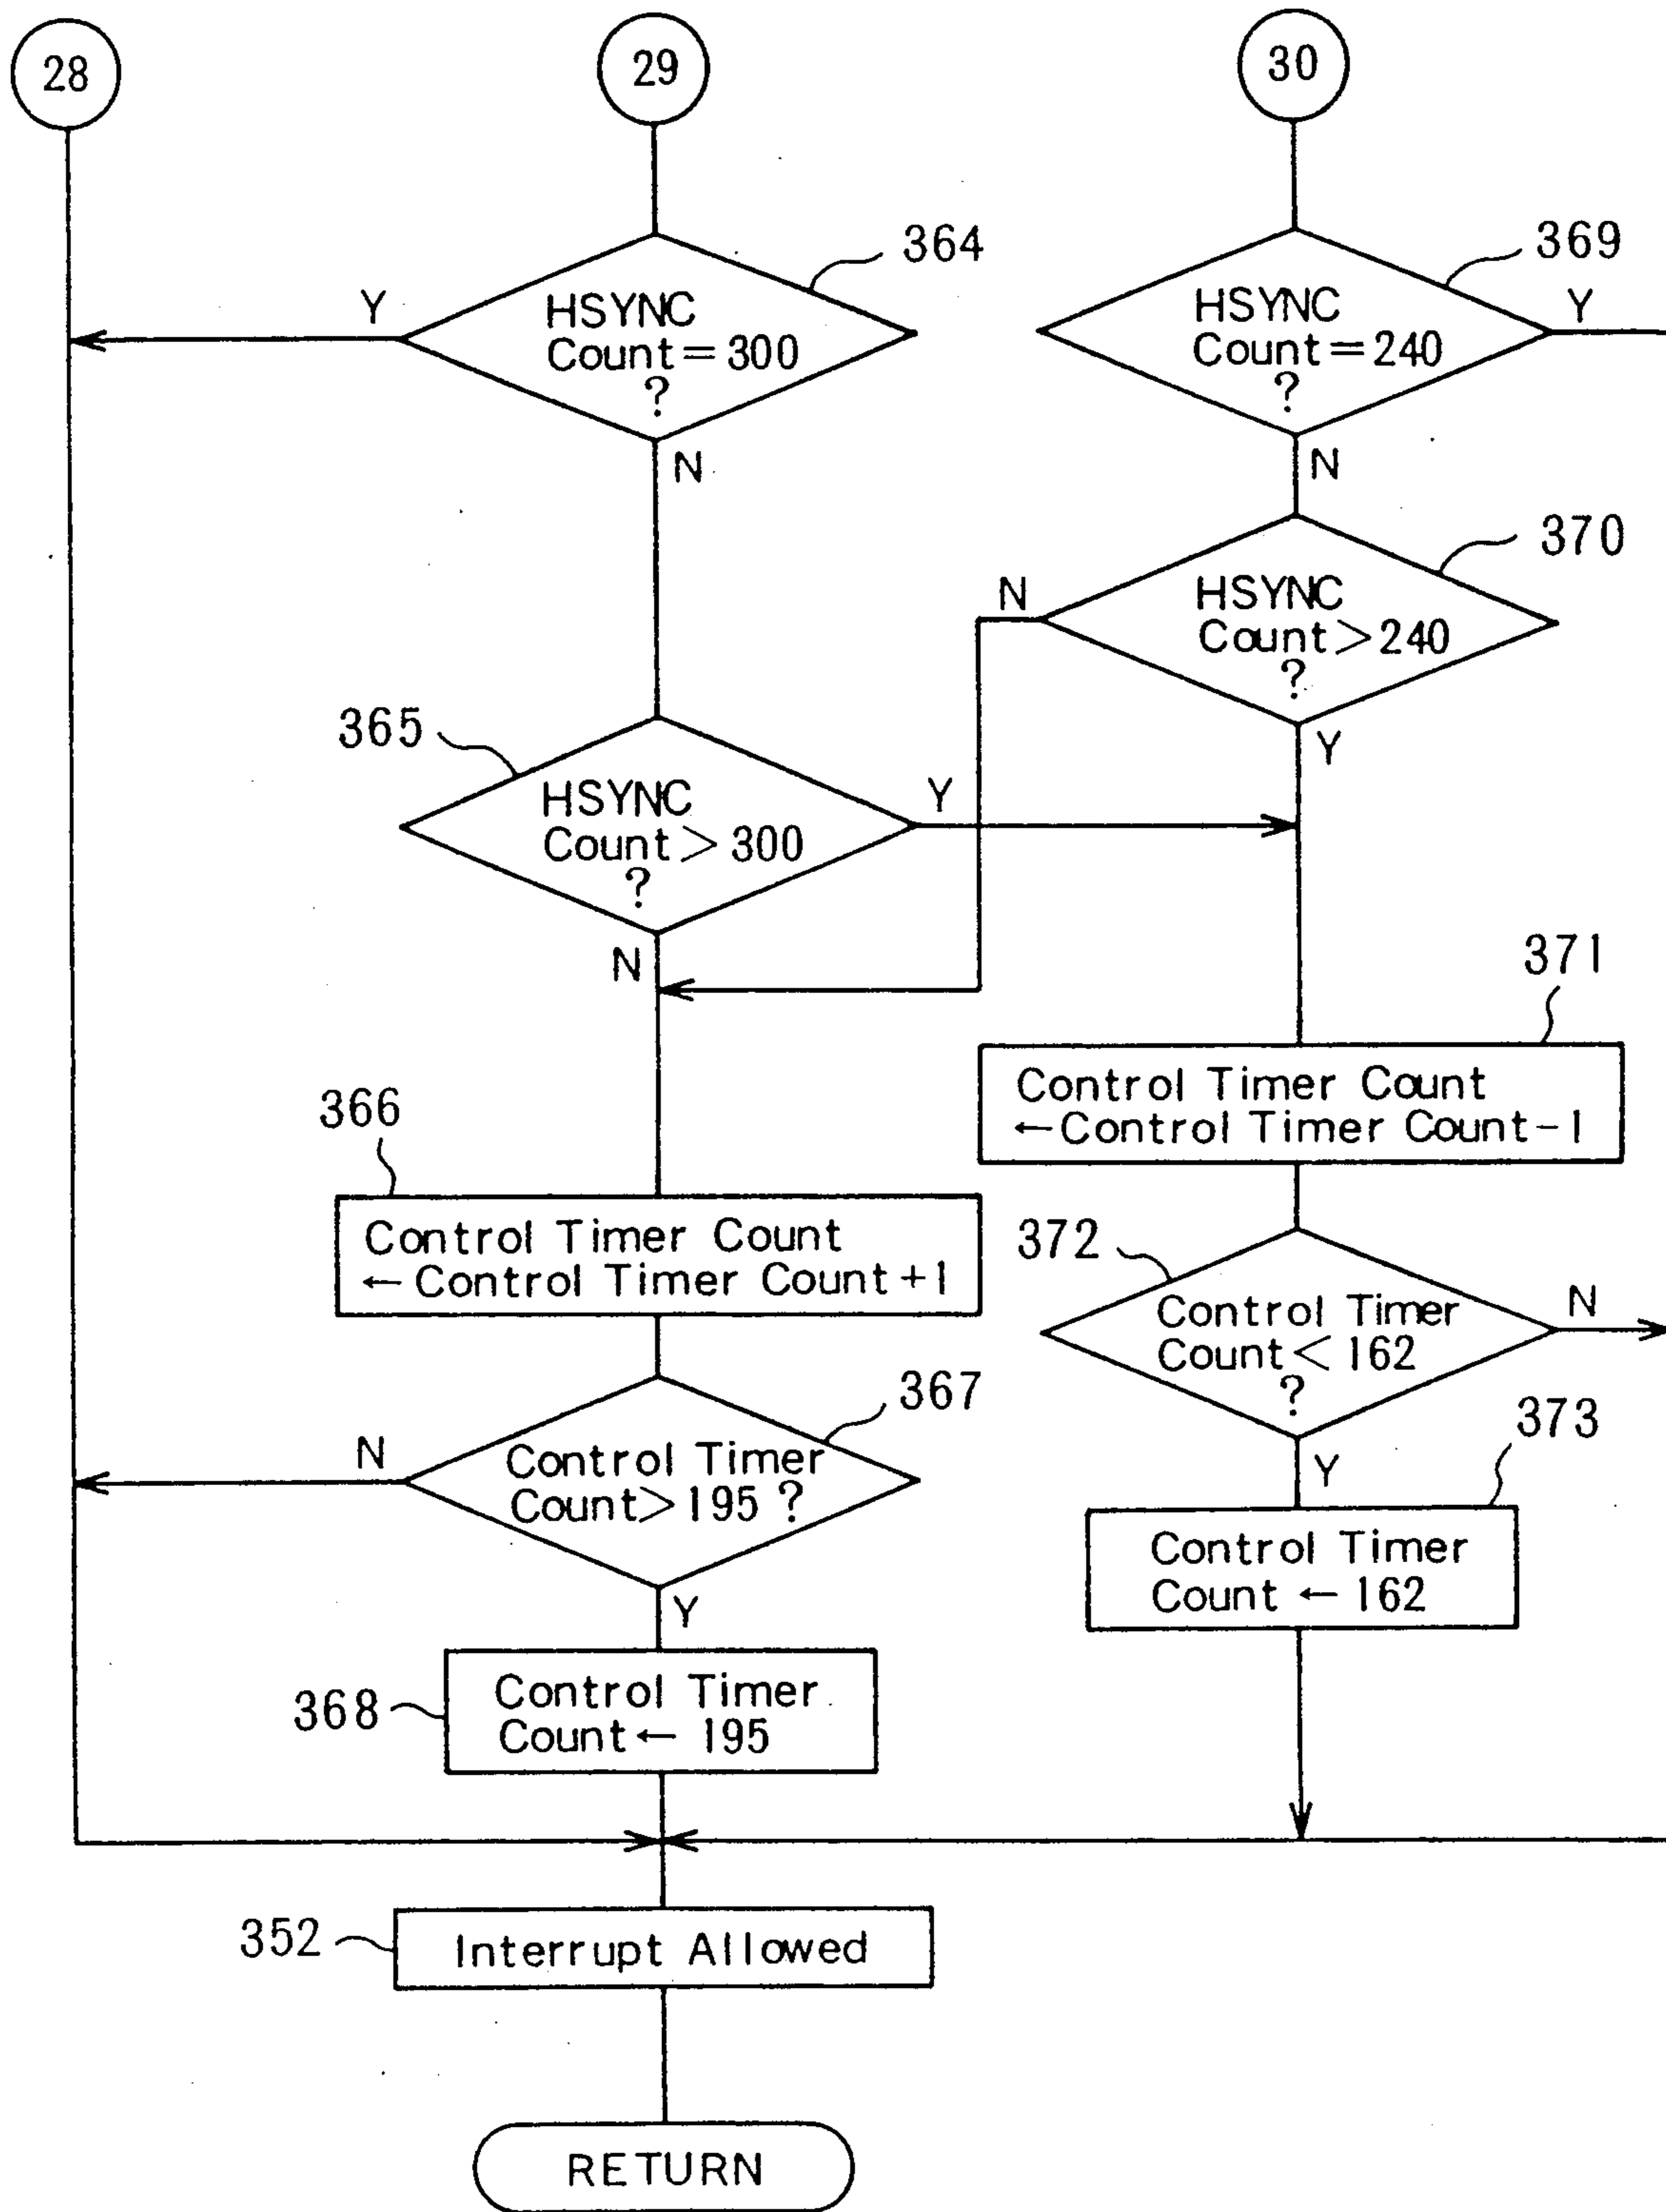 28
29
30
364
HSYNC
Count=300
?
Y
N
369
HSYNC
Count=240
?
Y
N
370
HSYNC
Count>240
?
N
Y
365
HSYNC
Count>300
?
Y
N
371
Control Timer Count
←Control Timer Count-1
366
Control Timer Count
←Control Timer Count+1
372
Control Timer
Count<162
?
N
Y
367
Control Timer
Count>195 ?
N
Y
373
Control Timer
Count←162
368
Control Timer
Count←195
352
Interrupt Allowed
RETURN